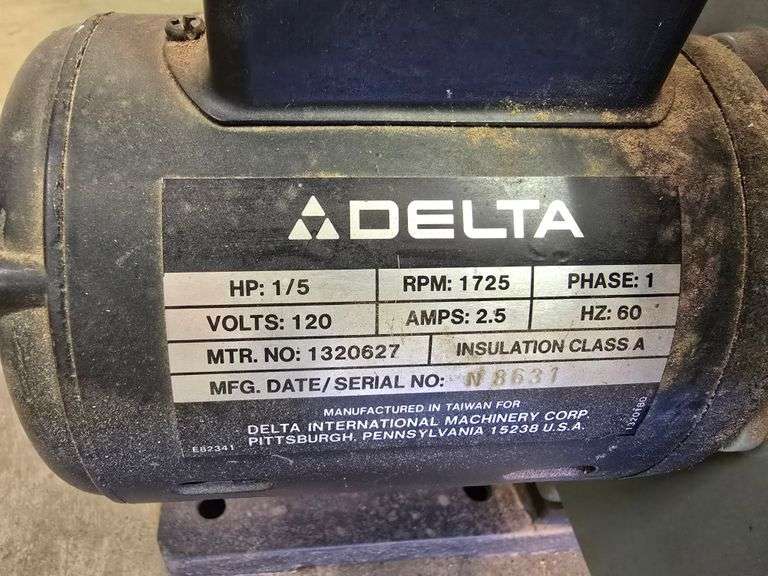 DELTA
HP: 1/5 RPM: 1725 PHASE: 1
VOLTS: 120 AMPS: 2.5 HZ: 60
MTR. NO: 1320627 INSULATION CLASS A
MFG. DATE/SERIAL NO: N 8631
MANUFACTURED IN TAIWAN FOR
DELTA INTERNATIONAL MACHINERY CORP.
PITTSBURGH, PENNSYLVANIA 15238 U.S.A.
E82341